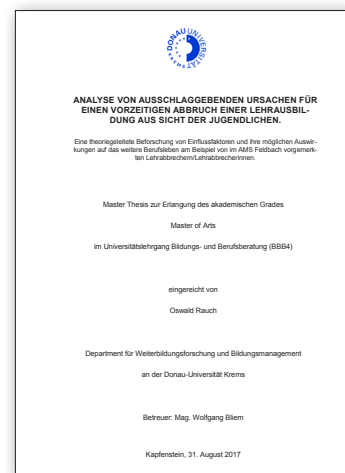 DONAU UNIVERSITÄT
KREMS
ANALYSE VON AUSSCHLAGGEBENDEN URSACHEN FÜR
EINEN VORZEITIGEN ABBRUCH EINER LEHRAUSBIL-
DUNG AUS SICHT DER JUGENDLICHEN.
Eine theoriegeleitete Beforschung von Einflussfaktoren und ihre möglichen Auswir-
kungen auf das weitere Berufsleben am Beispiel von im AMS Feldbach vorgemerk-
ten Lehrabbrechern/Lehrabbrecherinnen.
Master Thesis zur Erlangung des akademischen Grades
Master of Arts
im Universitätslehrgang Bildungs- und Berufsberatung (BBB4)
eingereicht von
Oswald Rauch
Department für Weiterbildungsforschung und Bildungsmanagement
an der Donau-Universität Krems
Betreuer: Mag. Wolfgang Bliem
Kapfenstein, 31. August 2017